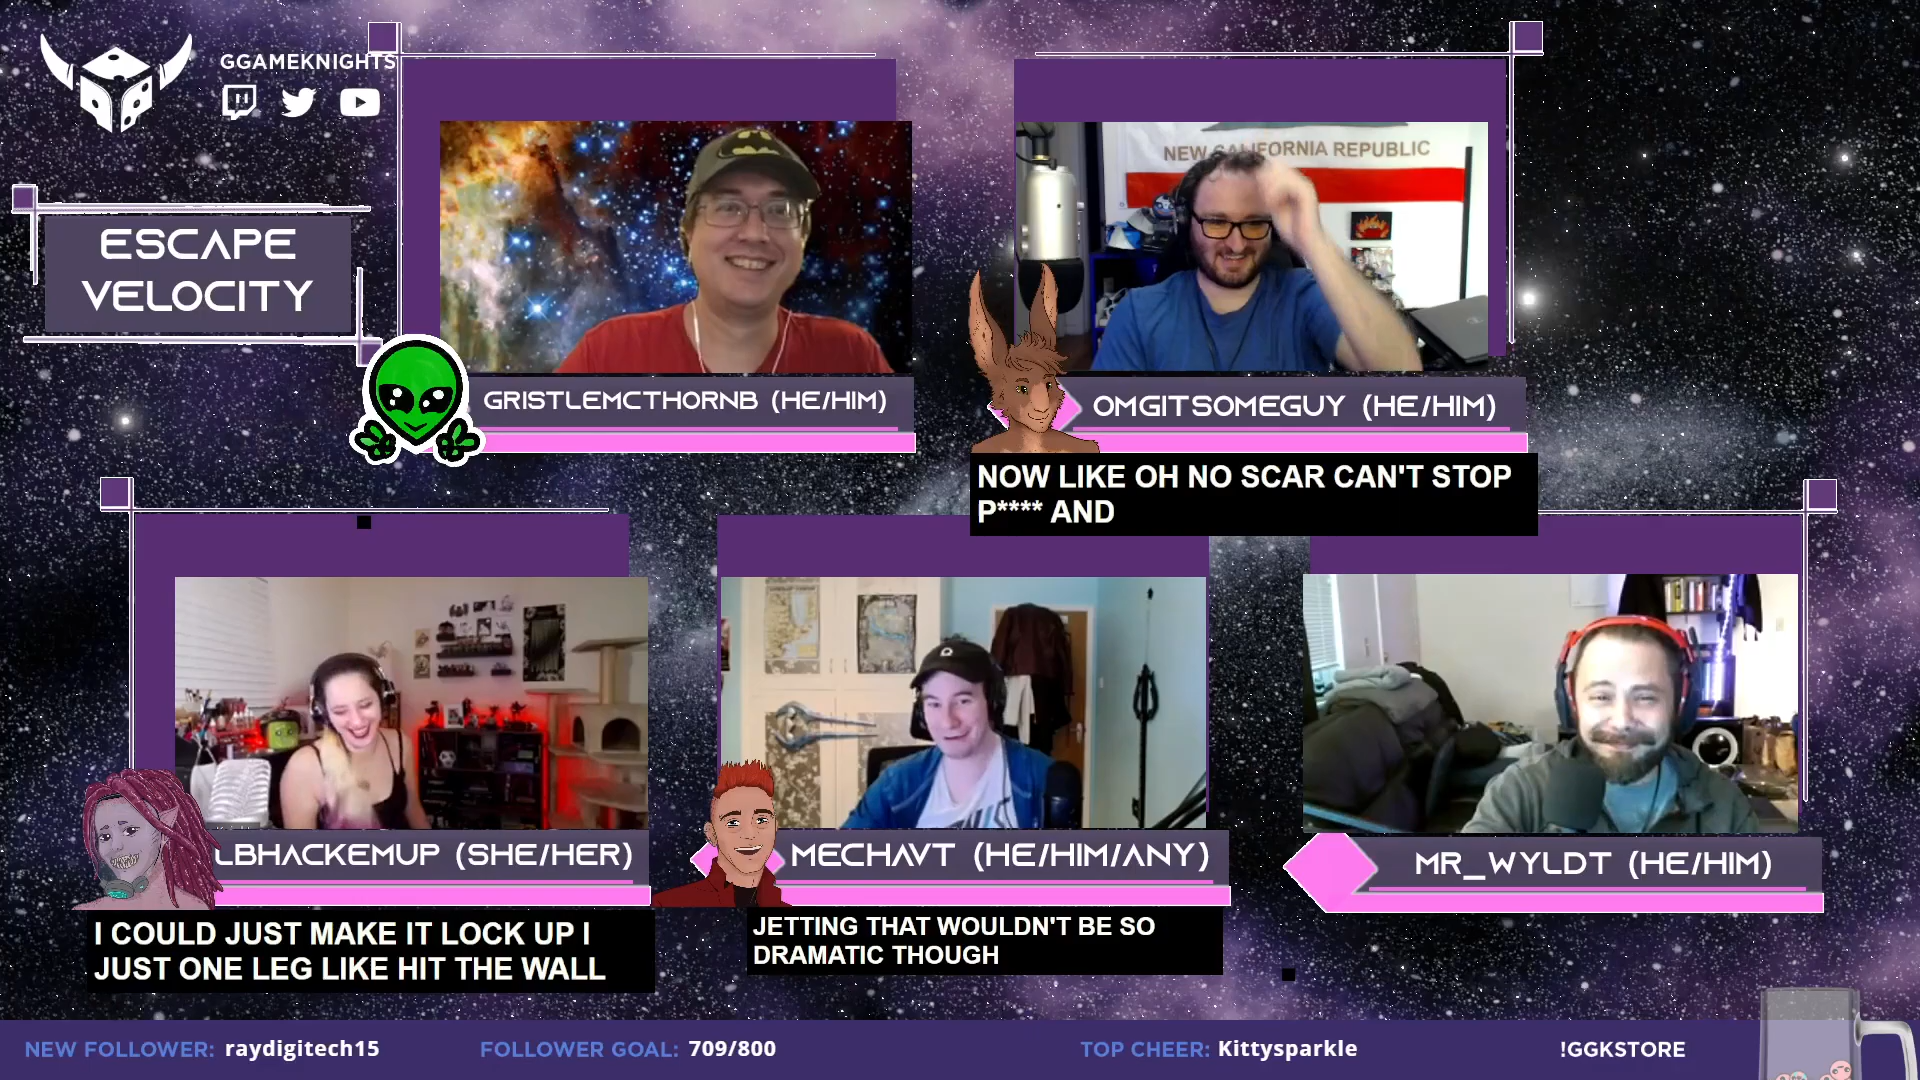 GGAMEKNIGHTS
ESCAPE
VELOCITY
NEW CALIFORNIA REPUBLIC
GRISTLEMCTHORNB (HE/HIM)
OMGITSOMEGUY (HE/HIM)
NOW LIKE OH NO SCAR CAN'T STOP
P**** AND
LBHACKEMUP (SHE/HER)
MECHAVT (HE/HIM/ANY)
MR_WYLDT (HE/HIM)
I COULD JUST MAKE IT LOCK UP I
JUST ONE LEG LIKE HIT THE WALL
JETTING THAT WOULDN'T BE SO
DRAMATIC THOUGH
NEW FOLLOWER: raydigitech15
FOLLOWER GOAL: 709/800
TOP CHEER: Kittysparkle
!GGKSTORE